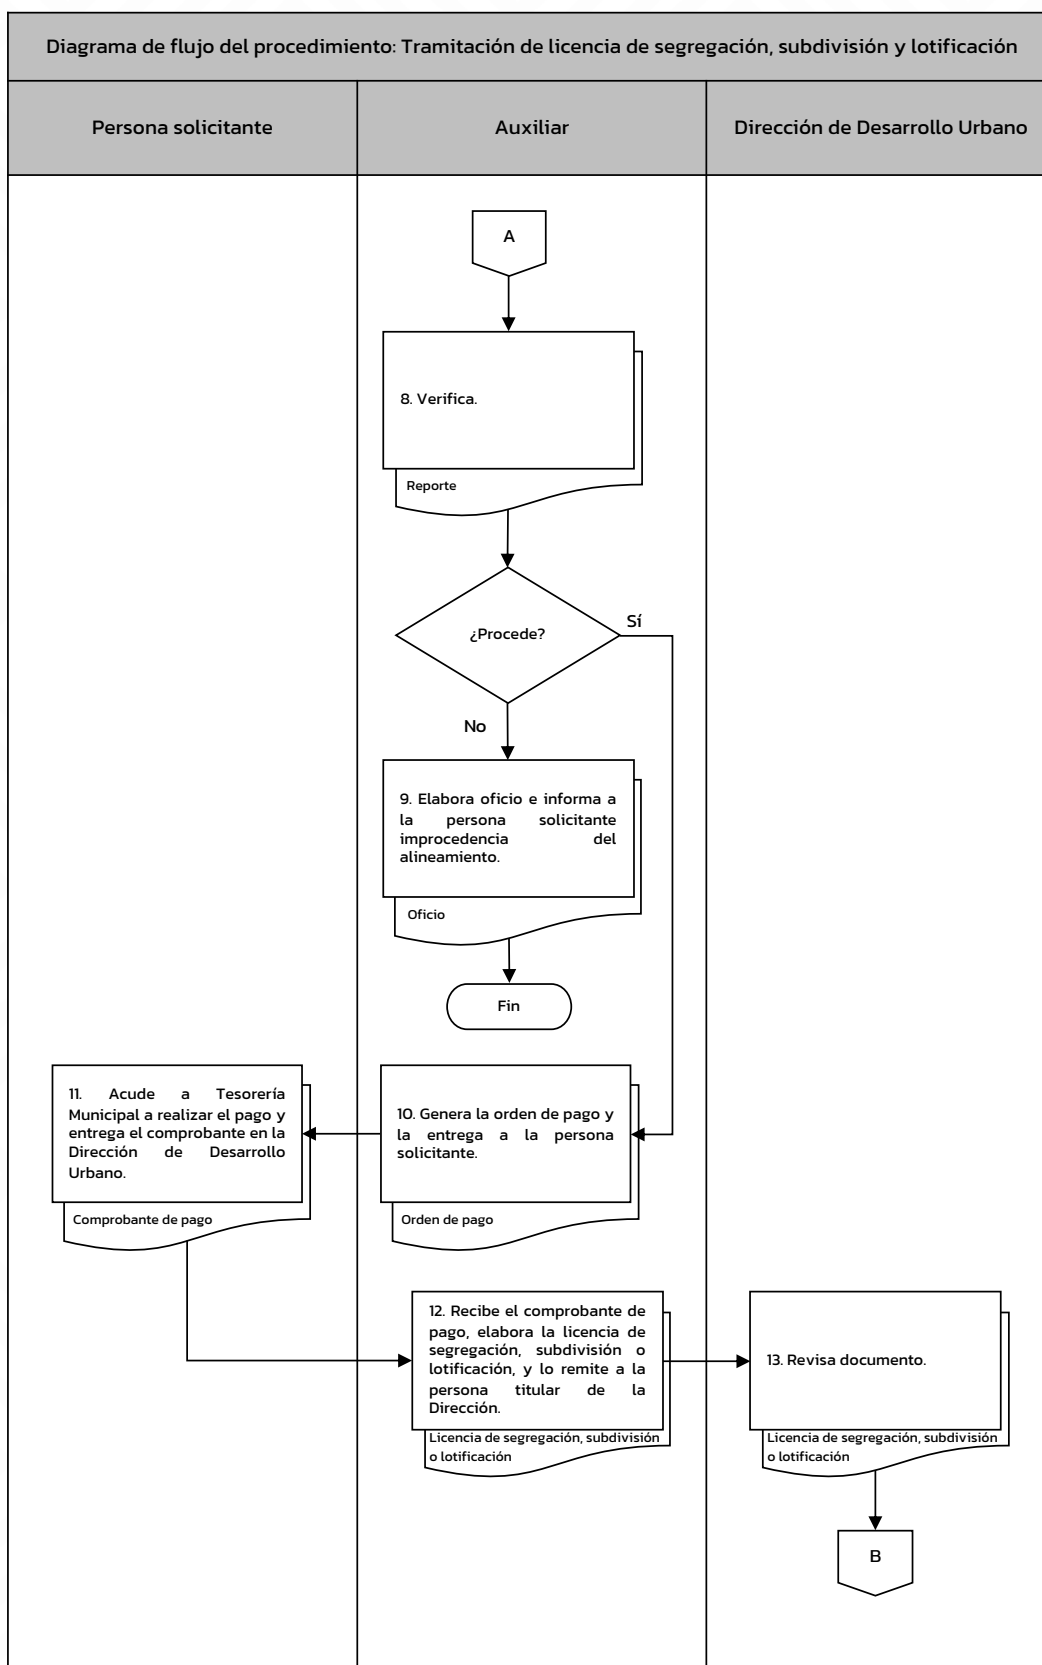 Diagrama de flujo del procedimiento: Tramitación de licencia de segregación, subdivisión y lotificación
Persona solicitante
Auxiliar
Dirección de Desarrollo Urbano
A
8. Verifica.
Reporte
¿Procede?
Sí
No
9. Elabora oficio e informa a
la persona solicitante
improcedencia del
alineamiento.
Oficio
Fin
10. Genera la orden de pago y
la entrega a la persona
solicitante.
Orden de pago
11. Acude a Tesorería
Municipal a realizar el pago y
entrega el comprobante en la
Dirección de Desarrollo
Urbano.
Comprobante de pago
12. Recibe el comprobante de
pago, elabora la licencia de
segregación, subdivisión o
lotificación, y lo remite a la
persona titular de la
Dirección.
Licencia de segregación, subdivisión
o lotificación
13. Revisa documento.
Licencia de segregación, subdivisión
o lotificación
B